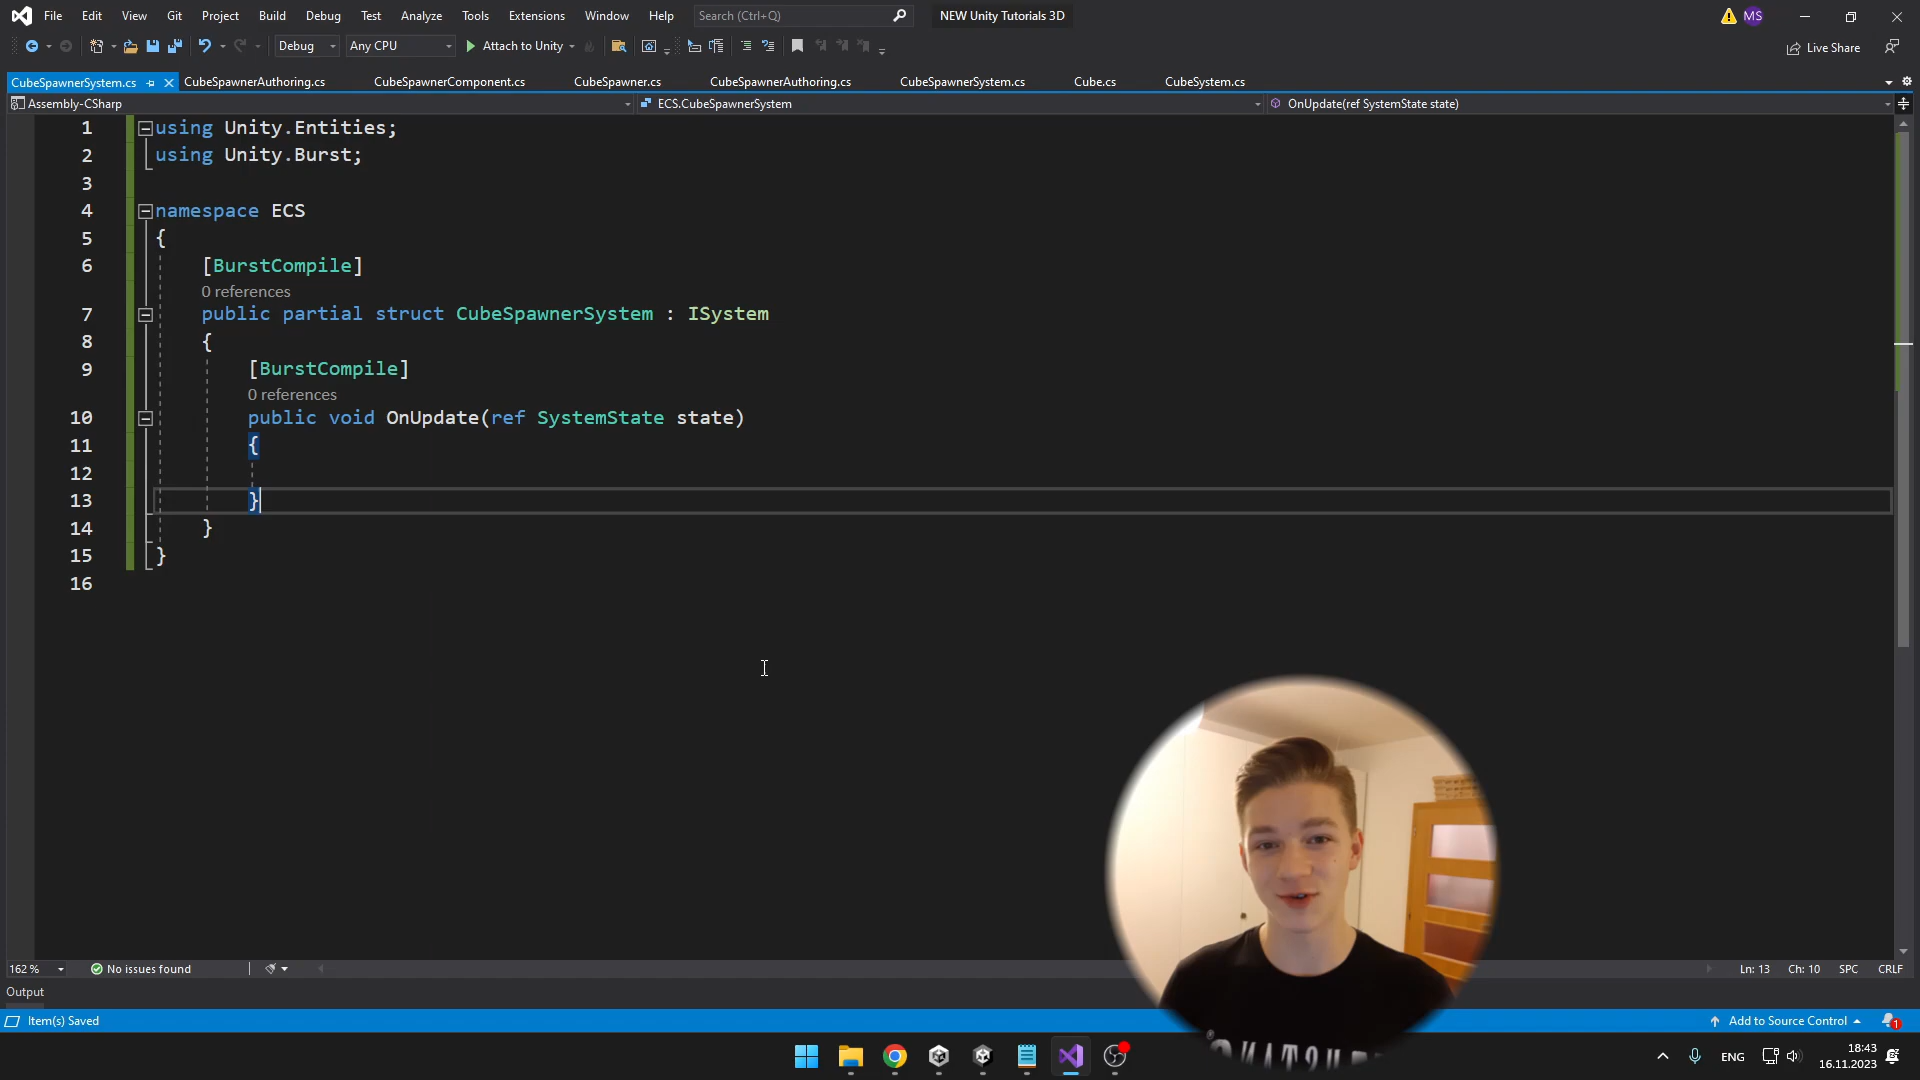 File Edit View Git Project Build Debug Test Analyze Tools Extensions Window Help Search (Ctrl+Q) NEW Unity Tutorials 3D MS
Debug Any CPU Attach to Unity Live Share
CubeSpawnerSystem.cs CubeSpawnerAuthoring.cs CubeSpawnerComponent.cs CubeSpawner.cs CubeSpawnerAuthoring.cs CubeSpawnerSystem.cs Cube.cs CubeSystem.cs
Assembly-CSharp ECS.CubeSpawnerSystem OnUpdate(ref SystemState state)
1 using Unity.Entities;
2 using Unity.Burst;
3
4 namespace ECS
5 {
6 [BurstCompile]
0 references
7 public partial struct CubeSpawnerSystem : ISystem
8 {
9 [BurstCompile]
0 references
10 public void OnUpdate(ref SystemState state)
11 {
12
13 }
14 }
15 }
16
162 % No issues found Ln: 13 Ch: 10 SPC CRLF
Output
Item(s) Saved Add to Source Control 1
ENG 18:43
16.11.2023